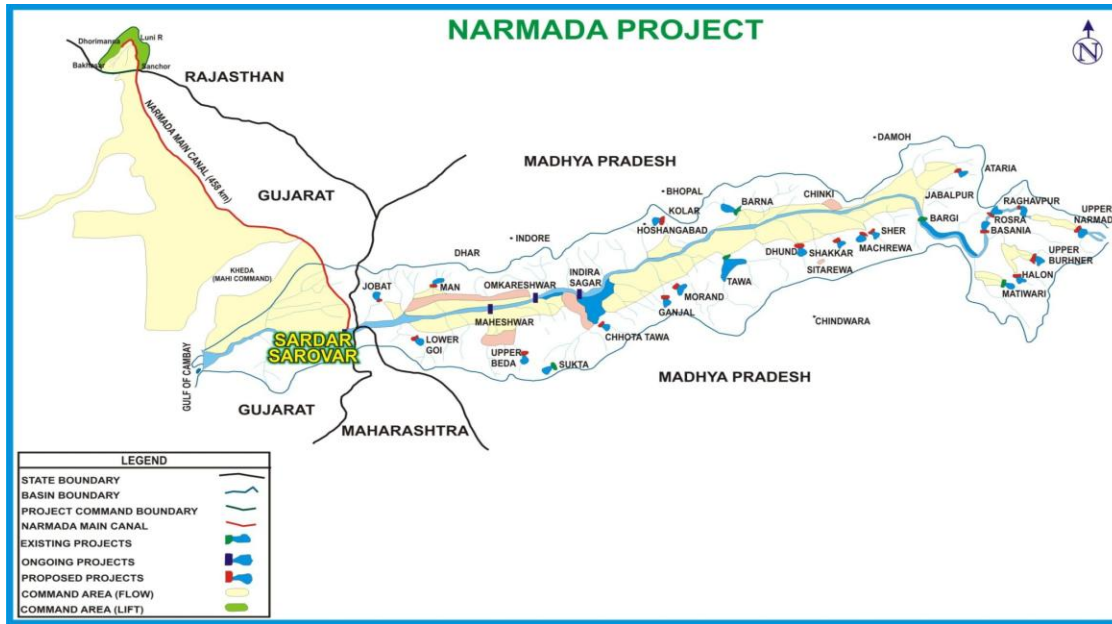 NARMADA PROJECT
N
Dhorimanna
Luni R
Bakhasar
Sanchor
RAJASTHAN
NARMADA MAIN CANAL (458 km)
GUJARAT
KHEDA
(MAHI COMMAND)
MADHYA PRADESH
DAMOH
BHOPAL
KOLAR
HOSHANGABAD
BARNA
CHINKI
JABALPUR
ATARIA
RAGHAVPUR
UPPER
NARMADA
ROSRA
BASANIA
BARGI
SHER
MACHREWA
SHAKKAR
DHUND
SITAREWA
UPPER
BURHNER
HALON
MATIWARI
INDORE
DHAR
JOBAT
MAN
OMKARESHWAR
INDIRA
SAGAR
TAWA
MORAND
GANJAL
CHINDWARA
MAHESHWAR
CHHOTA TAWA
SARDAR
SAROVAR
LOWER
GOI
UPPER
BEDA
SUKTA
MADHYA PRADESH
GULF OF CAMBAY
GUJARAT
MAHARASHTRA
LEGEND
STATE BOUNDARY
BASIN BOUNDARY
PROJECT COMMAND BOUNDARY
NARMADA MAIN CANAL
EXISTING PROJECTS
ONGOING PROJECTS
PROPOSED PROJECTS
COMMAND AREA (FLOW)
COMMAND AREA (LIFT)